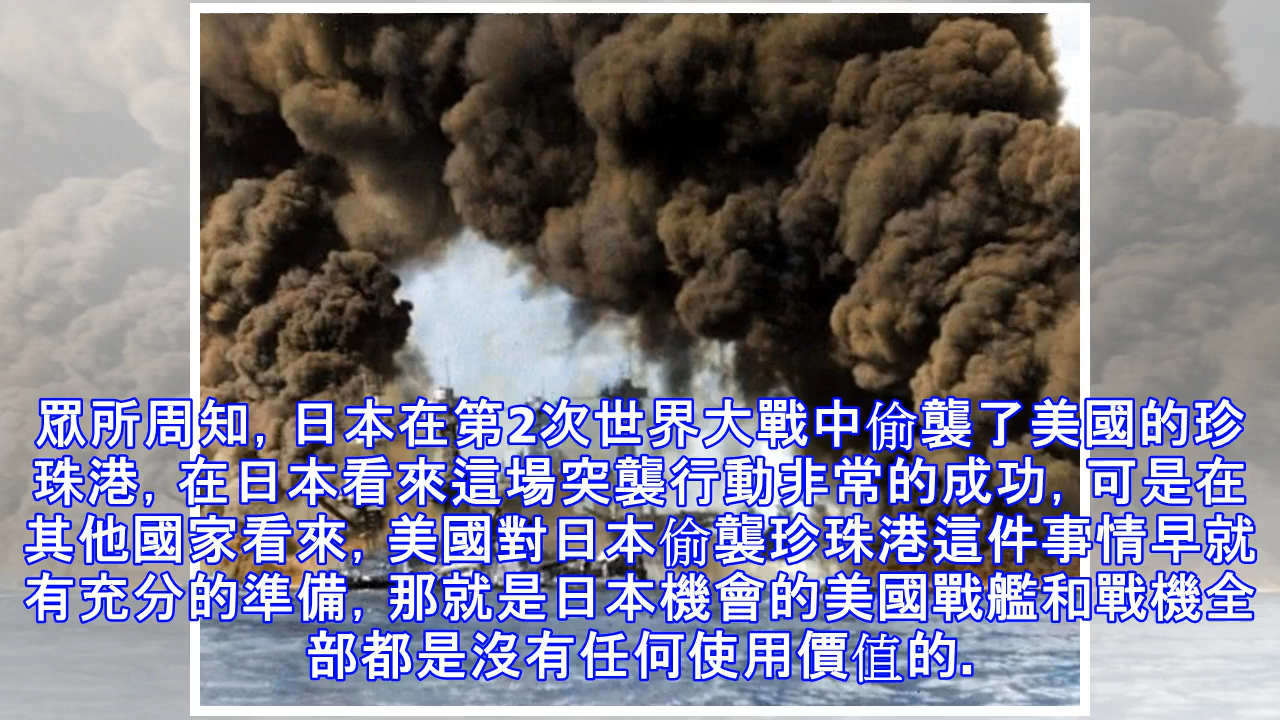 眾所周知, 日本在第2次世界大戰中偷襲了美國的珍
珠港, 在日本看來這場突襲行動非常的成功, 可是在
其他國家看來, 美國對日本偷襲珍珠港這件事情早就
有充分的準備, 那就是日本機會的美國戰艦和戰機全
部都是沒有任何使用價值的.